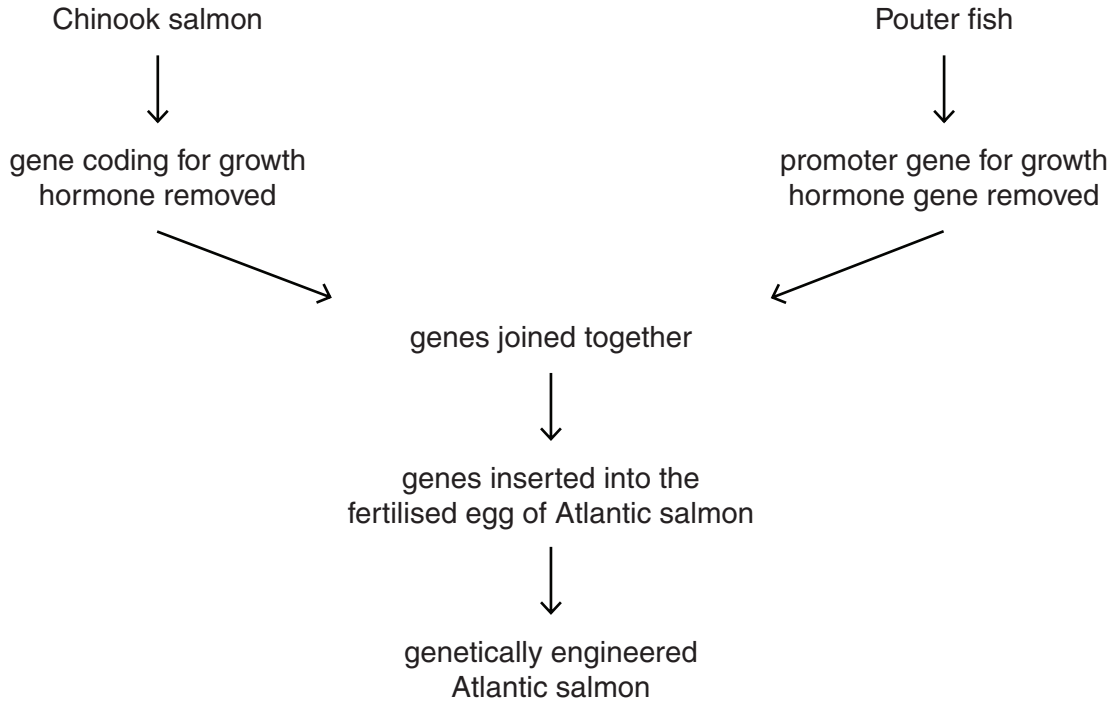 Chinook salmon
Pouter fish
gene coding for growth
hormone removed
promoter gene for growth
hormone gene removed
genes joined together
genes inserted into the
fertilised egg of Atlantic salmon
genetically engineered
Atlantic salmon